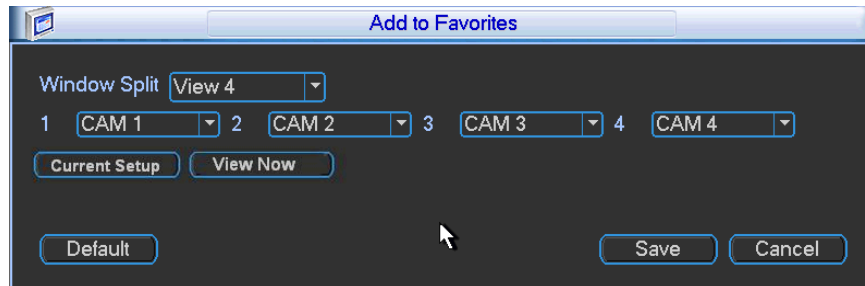 Add to Favorites
Window Split View 4
1 CAM 1 2 CAM 2 3 CAM 3 4 CAM 4
Current Setup View Now
Default Save Cancel